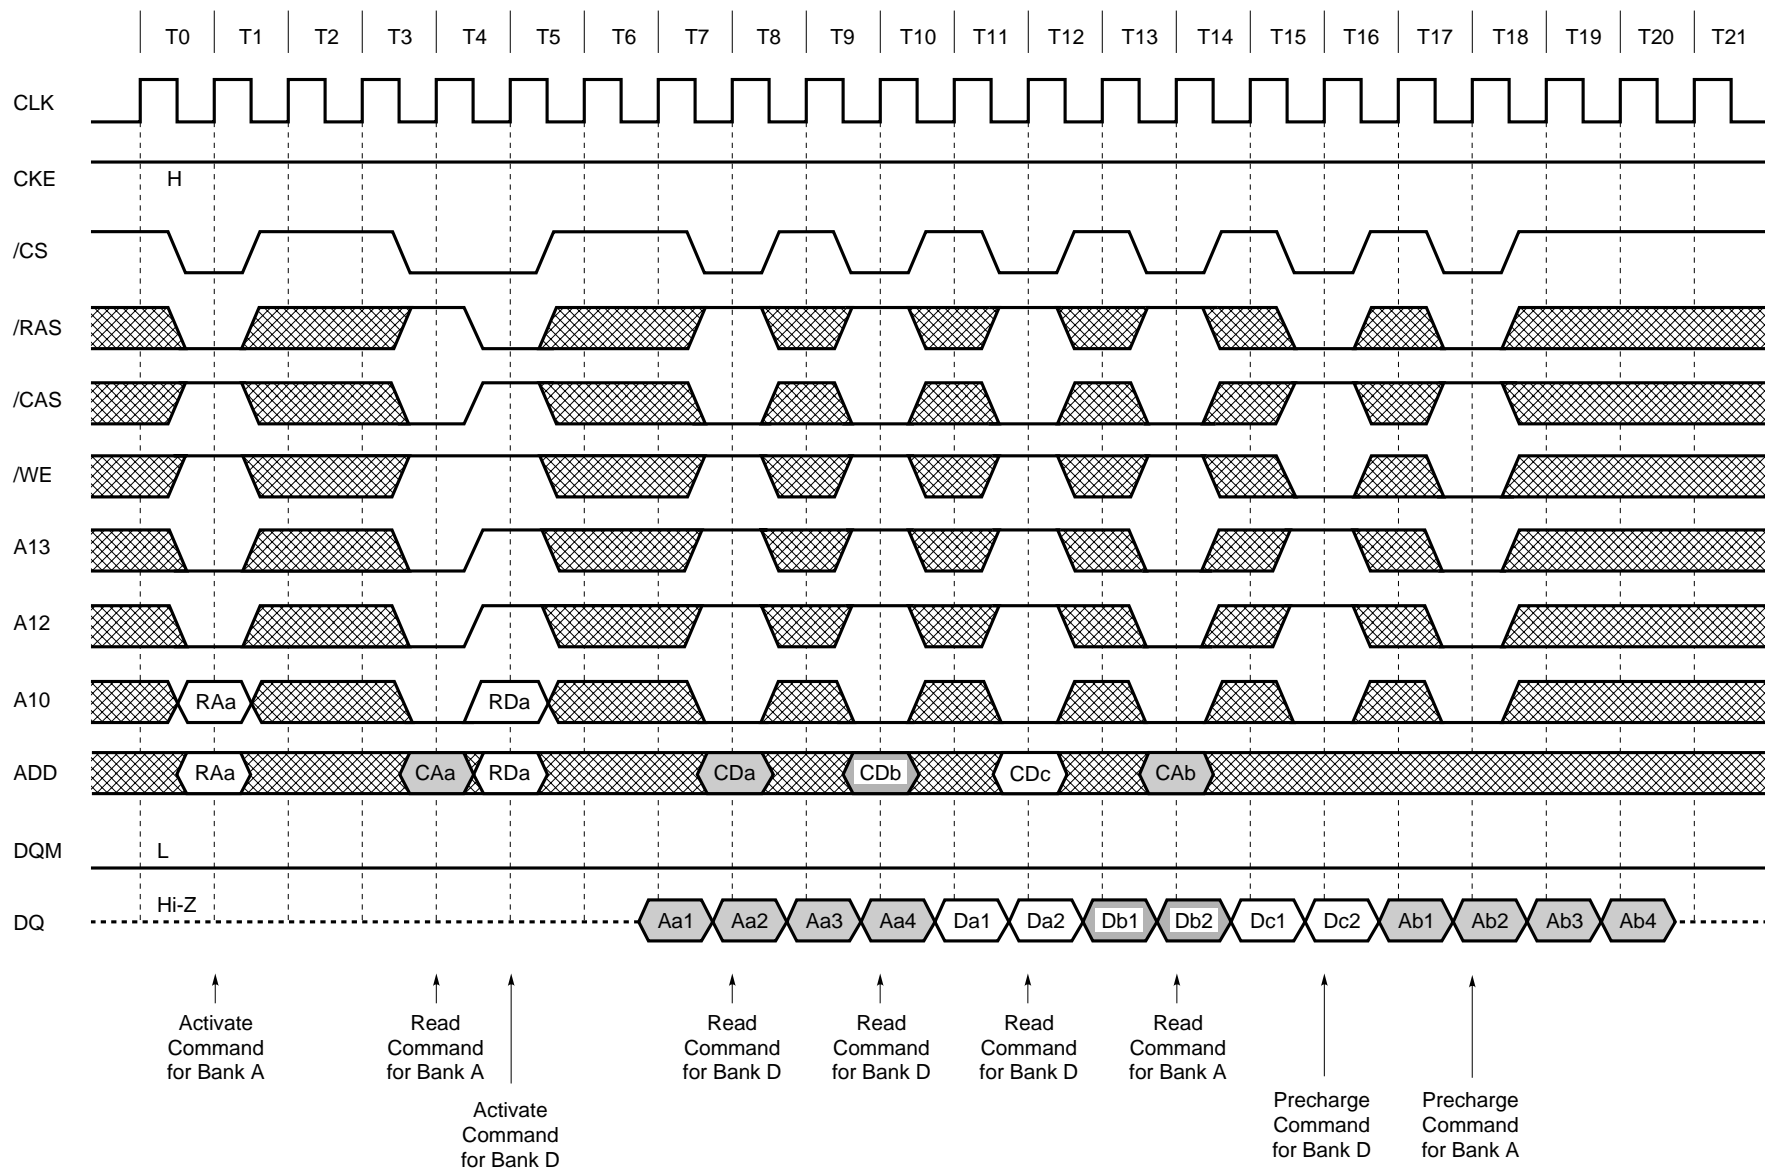 T0 T1 T2 T3 T4 T5 T6 T7 T8 T9 T10 T11 T12 T13 T14 T15 T16 T17 T18 T19 T20 T21
CLK
CKE H
/CS
/RAS
/CAS
/WE
A13
A12
A10 RAa RDa
ADD RAa CAa RDa CDa CDb CDc CAb
DQM L
DQ Hi-Z Aa1 Aa2 Aa3 Aa4 Da1 Da2 Db1 Db2 Dc1 Dc2 Ab1 Ab2 Ab3 Ab4
Activate
Command
for Bank A
Read
Command
for Bank A
Activate
Command
for Bank D
Read
Command
for Bank D
Read
Command
for Bank D
Read
Command
for Bank D
Read
Command
for Bank A
Precharge
Command
for Bank D
Precharge
Command
for Bank A